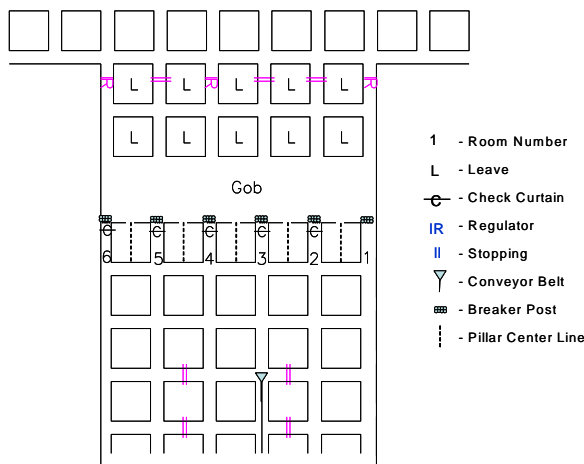 R R R
L L L L L
L L L L L
Gob
C C C C C
6 5 4 3 2 1
1 - Room Number
L - Leave
C - Check Curtain
IR - Regulator
II - Stopping
- Conveyor Belt
- Breaker Post
- Pillar Center Line